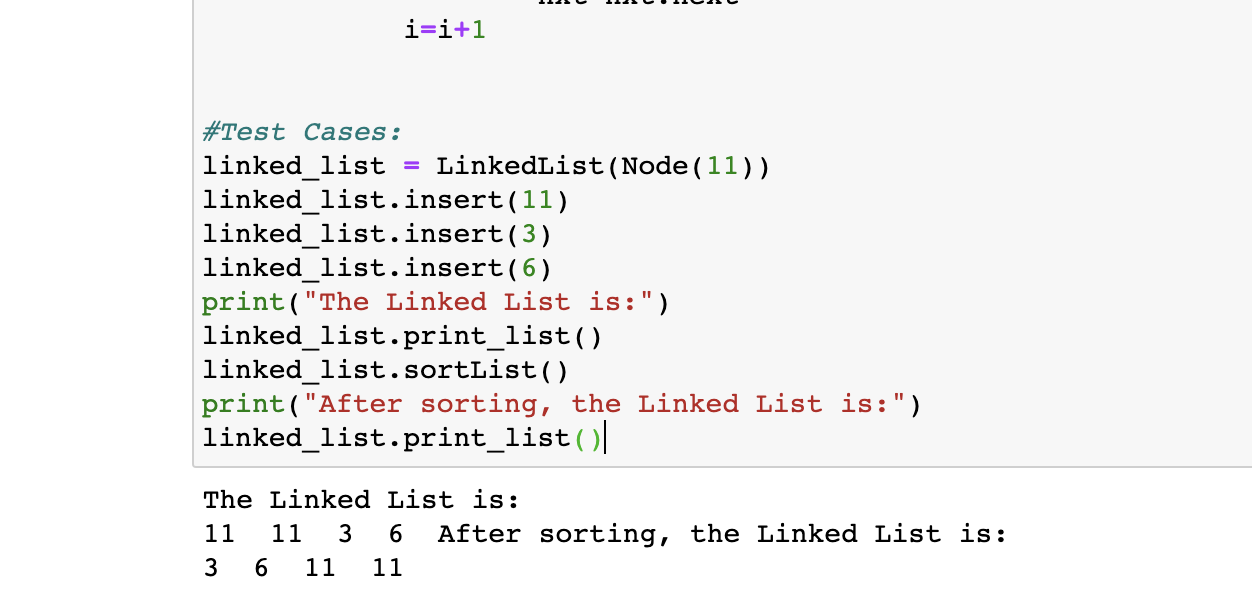 i=i+1
#Test Cases:
linked_list = LinkedList(Node(11))
linked_list.insert(11)
linked_list.insert(3)
linked_list.insert(6)
print("The Linked List is:")
linked_list.print_list()
linked_list.sortList()
print("After sorting, the Linked List is:")
linked_list.print_list()
The Linked List is:
11  11  3  6  After sorting, the Linked List is:
3  6  11  11